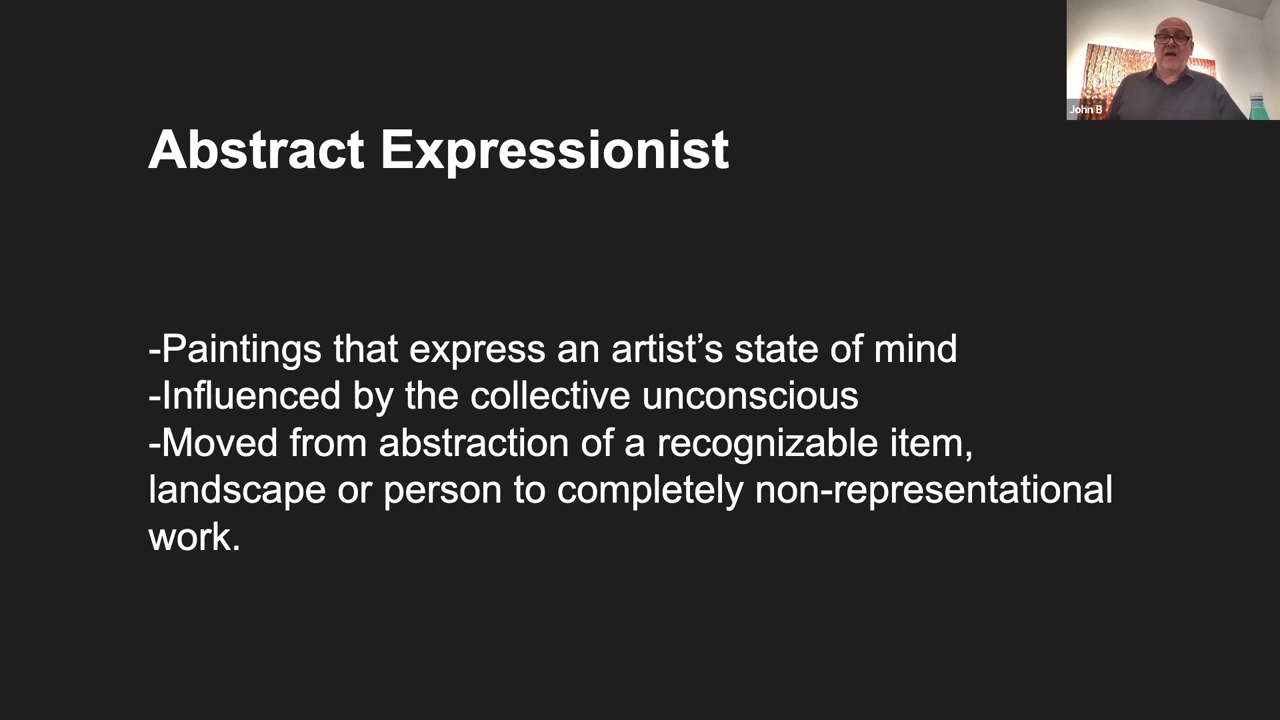 John B
Abstract Expressionist
-Paintings that express an artist’s state of mind
-Influenced by the collective unconscious
-Moved from abstraction of a recognizable item,
landscape or person to completely non-representational
work.